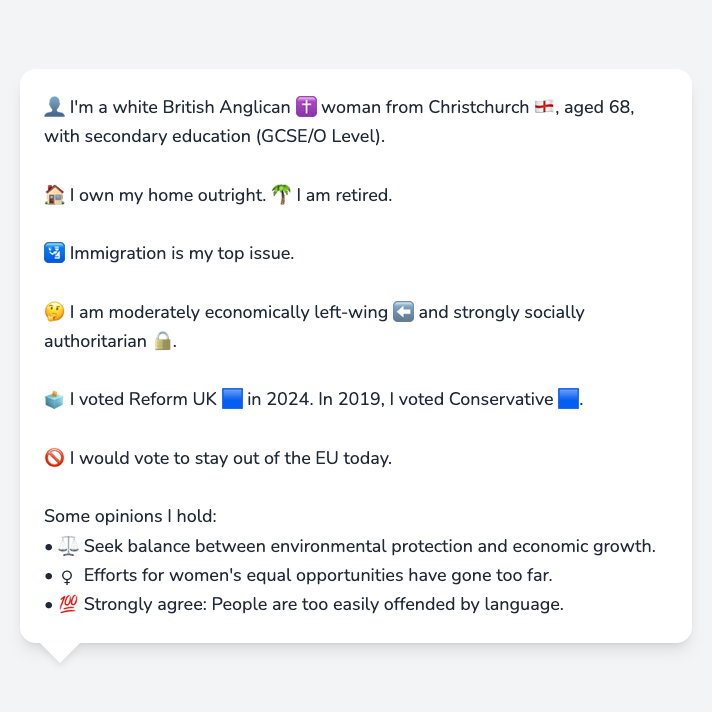 👤 I'm a white British Anglican ✝️ woman from Christchurch 🏴󠁧󠁢󠁥󠁮󠁧󠁿, aged 68,
with secondary education (GCSE/O Level).
🏠 I own my home outright. 🌴 I am retired.
🛂 Immigration is my top issue.
🤔 I am moderately economically left-wing ⬅️ and strongly socially
authoritarian 🔒.
🗳️ I voted Reform UK 🟦 in 2024. In 2019, I voted Conservative 🟦.
🚫 I would vote to stay out of the EU today.
Some opinions I hold:
• ⚖️ Seek balance between environmental protection and economic growth.
• ♀ Efforts for women's equal opportunities have gone too far.
• 💯 Strongly agree: People are too easily offended by language.